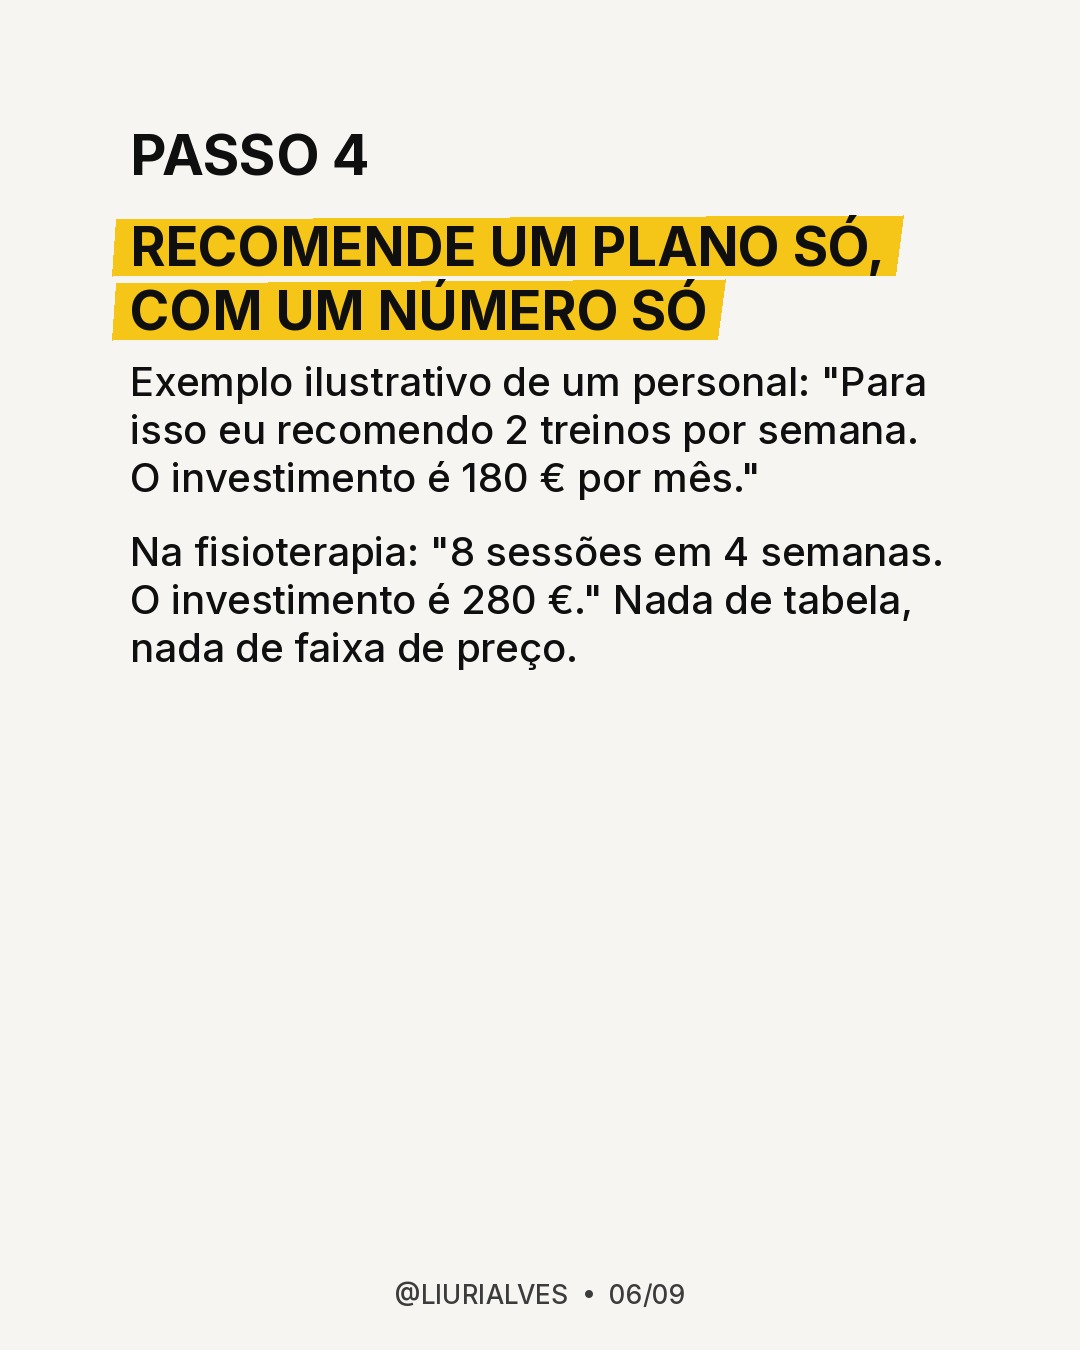 PASSO 4
RECOMENDE UM PLANO SÓ,
COM UM NÚMERO SÓ
Exemplo ilustrativo de um personal: "Para
isso eu recomendo 2 treinos por semana.
O investimento é 180 € por mês."
Na fisioterapia: "8 sessões em 4 semanas.
O investimento é 280 €." Nada de tabela,
nada de faixa de preço.
@LIURIALVES • 06/09